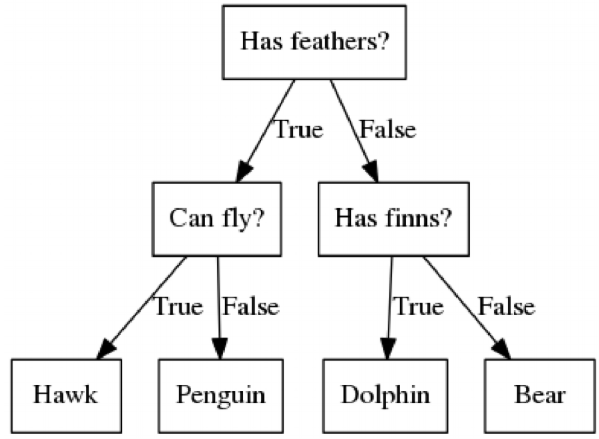 Has feathers?
True
False
Can fly?
Has finns?
True
False
True
False
Hawk
Penguin
Dolphin
Bear